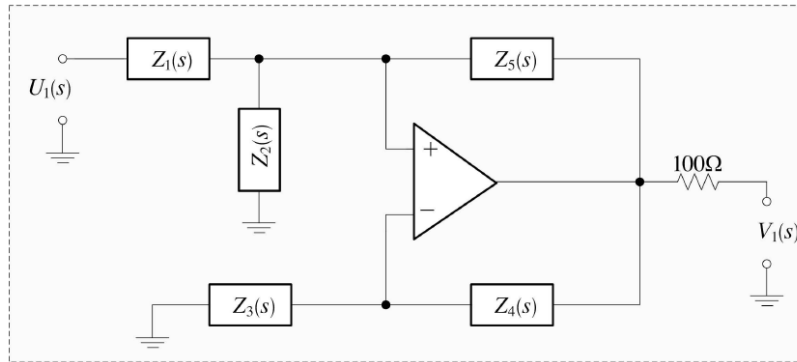 Z₁(s)
Z₅(s)
U₁(s)
Z₂(s)
+
100Ω
−
V₁(s)
Z₃(s)
Z₄(s)